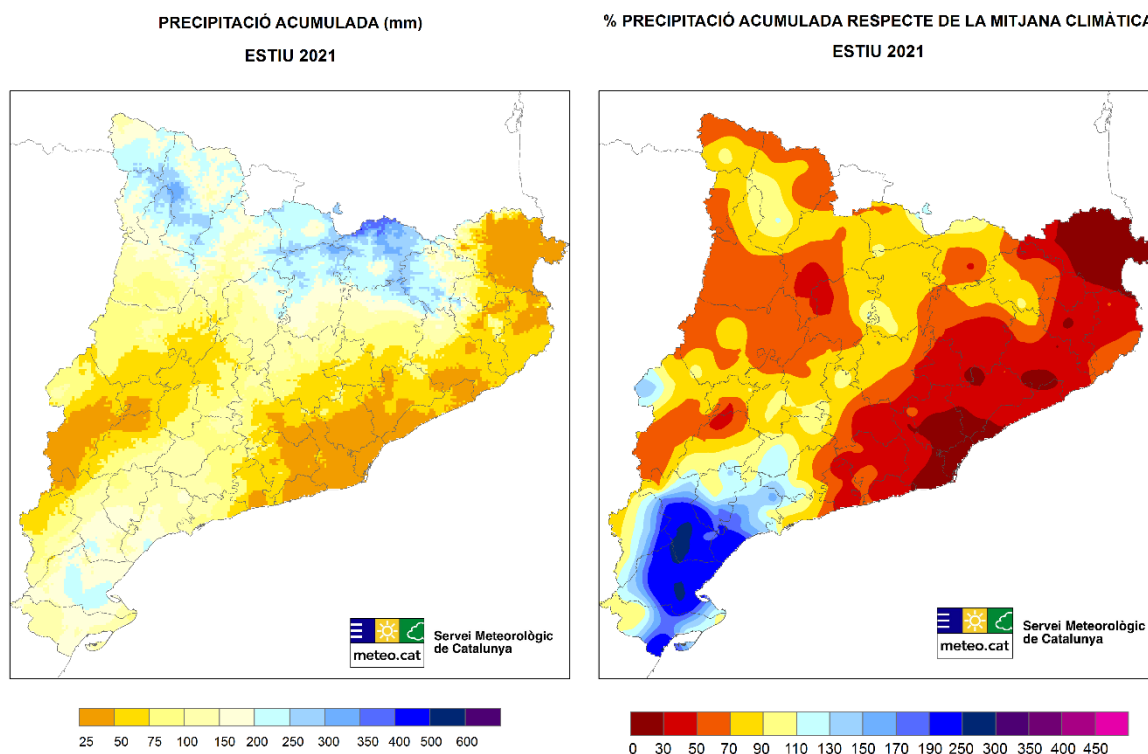 PRECIPITACIÓ ACUMULADA (mm)
ESTIU 2021
% PRECIPITACIÓ ACUMULADA RESPECTE DE LA MITJANA CLIMÀTICA
ESTIU 2021
meteo.cat
Servei Meteorològic
de Catalunya
meteo.cat
Servei Meteorològic
de Catalunya
25 50 75 100 150 200 250 300 400 500 600
0 30 50 70 90 110 130 150 170 190 250 300 350 400 450